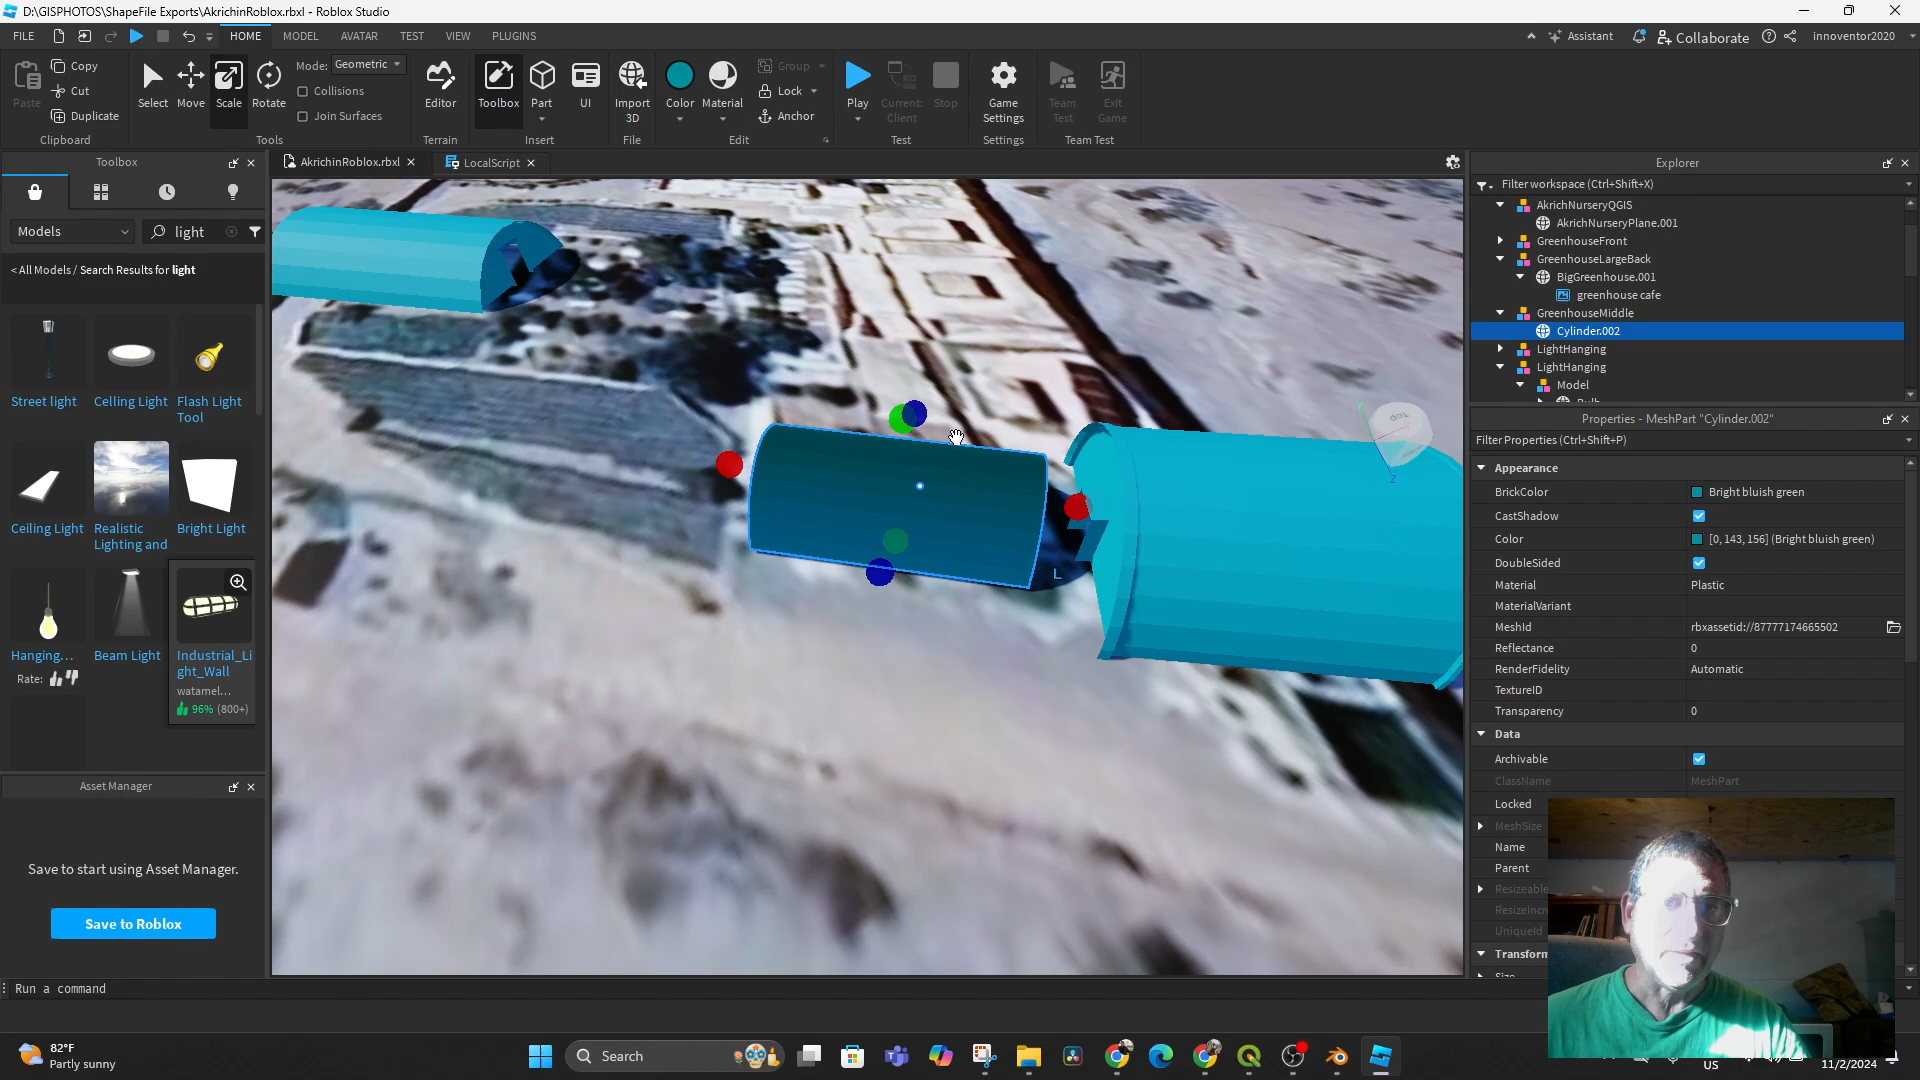 D:\GISPHOTOS\ShapeFile Exports\AkrichinRoblox.rbxl - Roblox Studio
FILE HOME MODEL AVATAR TEST VIEW PLUGINS Assistant Collaborate innoventor2020
Paste Copy Cut Duplicate Clipboard
Select Move Scale Rotate Mode: Geometric Collisions Join Surfaces Tools
Editor Terrain
Toolbox Part UI Insert
Import 3D File
Color Material Group Lock Anchor Edit
Play Current: Client Stop Test
Game Settings Settings
Team Test Exit Game Team Test
Toolbox
Models light
< All Models / Search Results for light
Street light Celling Light Flash Light Tool
Ceiling Light Realistic Lighting and Bright Light
Hanging... Beam Light Industrial_Light_Wall
Rate: watamel...
96% (800+)
Asset Manager
Save to start using Asset Manager.
Save to Roblox
AkrichinRoblox.rbxl LocalScript
L
TOP
Y
Z
Explorer
Filter workspace (Ctrl+Shift+X)
AkrichNurseryQGIS
AkrichNurseryPlane.001
GreenhouseFront
GreenhouseLargeBack
BigGreenhouse.001
greenhouse cafe
GreenhouseMiddle
Cylinder.002
LightHanging
LightHanging
Model
Properties - MeshPart "Cylinder.002"
Filter Properties (Ctrl+Shift+P)
Appearance
BrickColor Bright bluish green
CastShadow
Color [0, 143, 156] (Bright bluish green)
DoubleSided
Material Plastic
MaterialVariant
MeshId rbxassetid://87777174665502
Reflectance 0
RenderFidelity Automatic
TextureID
Transparency 0
Data
Archivable
ClassName MeshPart
Locked
MeshSize
Name
Parent
Resizeable
ResizeIncre
UniqueId
Transform
Size
Run a command
82°F
Partly sunny
Search
US
11/2/2024